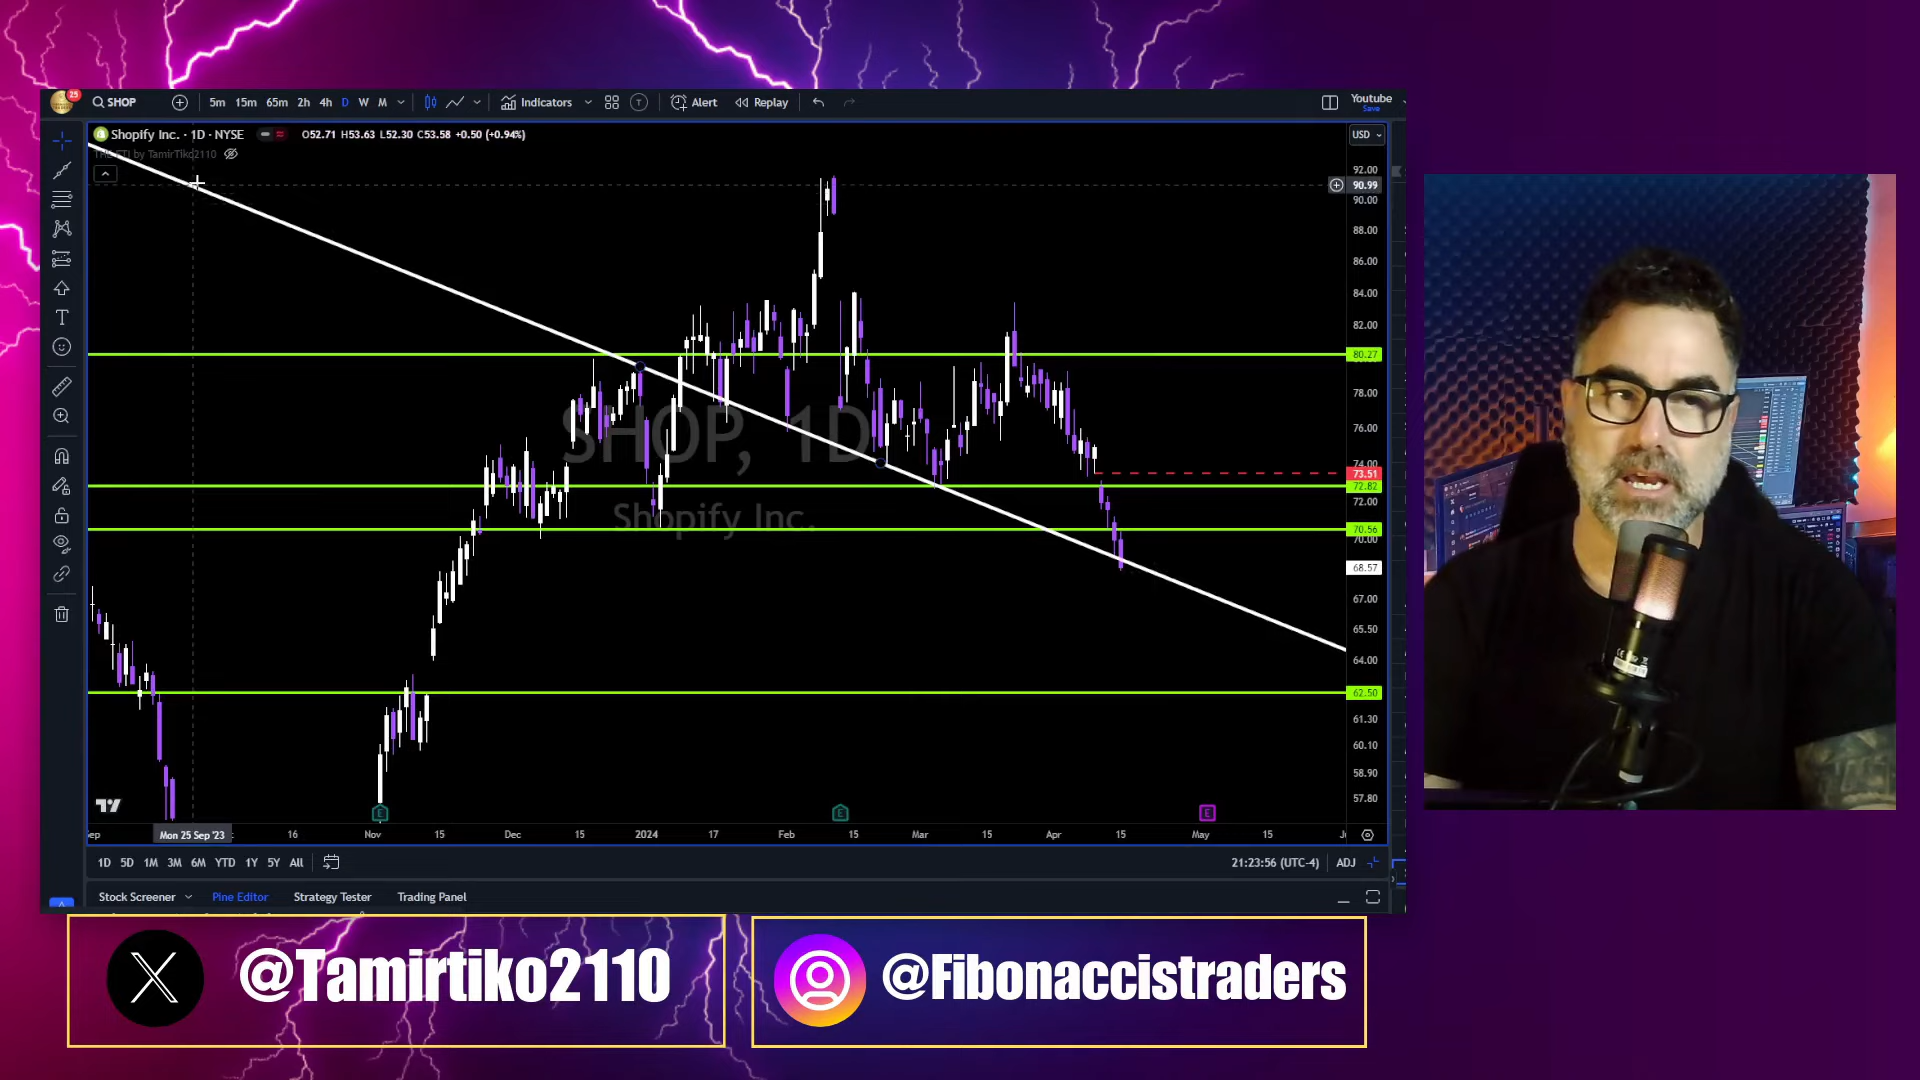 25
SHOP
5m 15m 65m 2h 4h D W M
Indicators
T
Alert
Replay
Youtube
Save
Shopify Inc. · 1D · NYSE
O52.71 H53.63 L52.30 C53.58 +0.50 (+0.94%)
by TamirTiko2110
USD
92.00
90.99
90.00
88.00
86.00
84.00
82.00
80.27
78.00
76.00
74.00
73.51
72.82
72.00
70.56
70.00
68.57
67.00
65.50
64.00
62.50
61.30
60.10
58.90
57.80
SHOP, 1D
Shopify Inc.
E E E
Mon 25 Sep '23 16 Nov 15 Dec 15 2024 17 Feb 15 Mar 15 Apr 15 May 15
1D 5D 1M 3M 6M YTD 1Y 5Y All
21:23:56 (UTC-4) ADJ
Stock Screener Pine Editor Strategy Tester Trading Panel
@Tamirtiko2110
@Fibonaccistraders